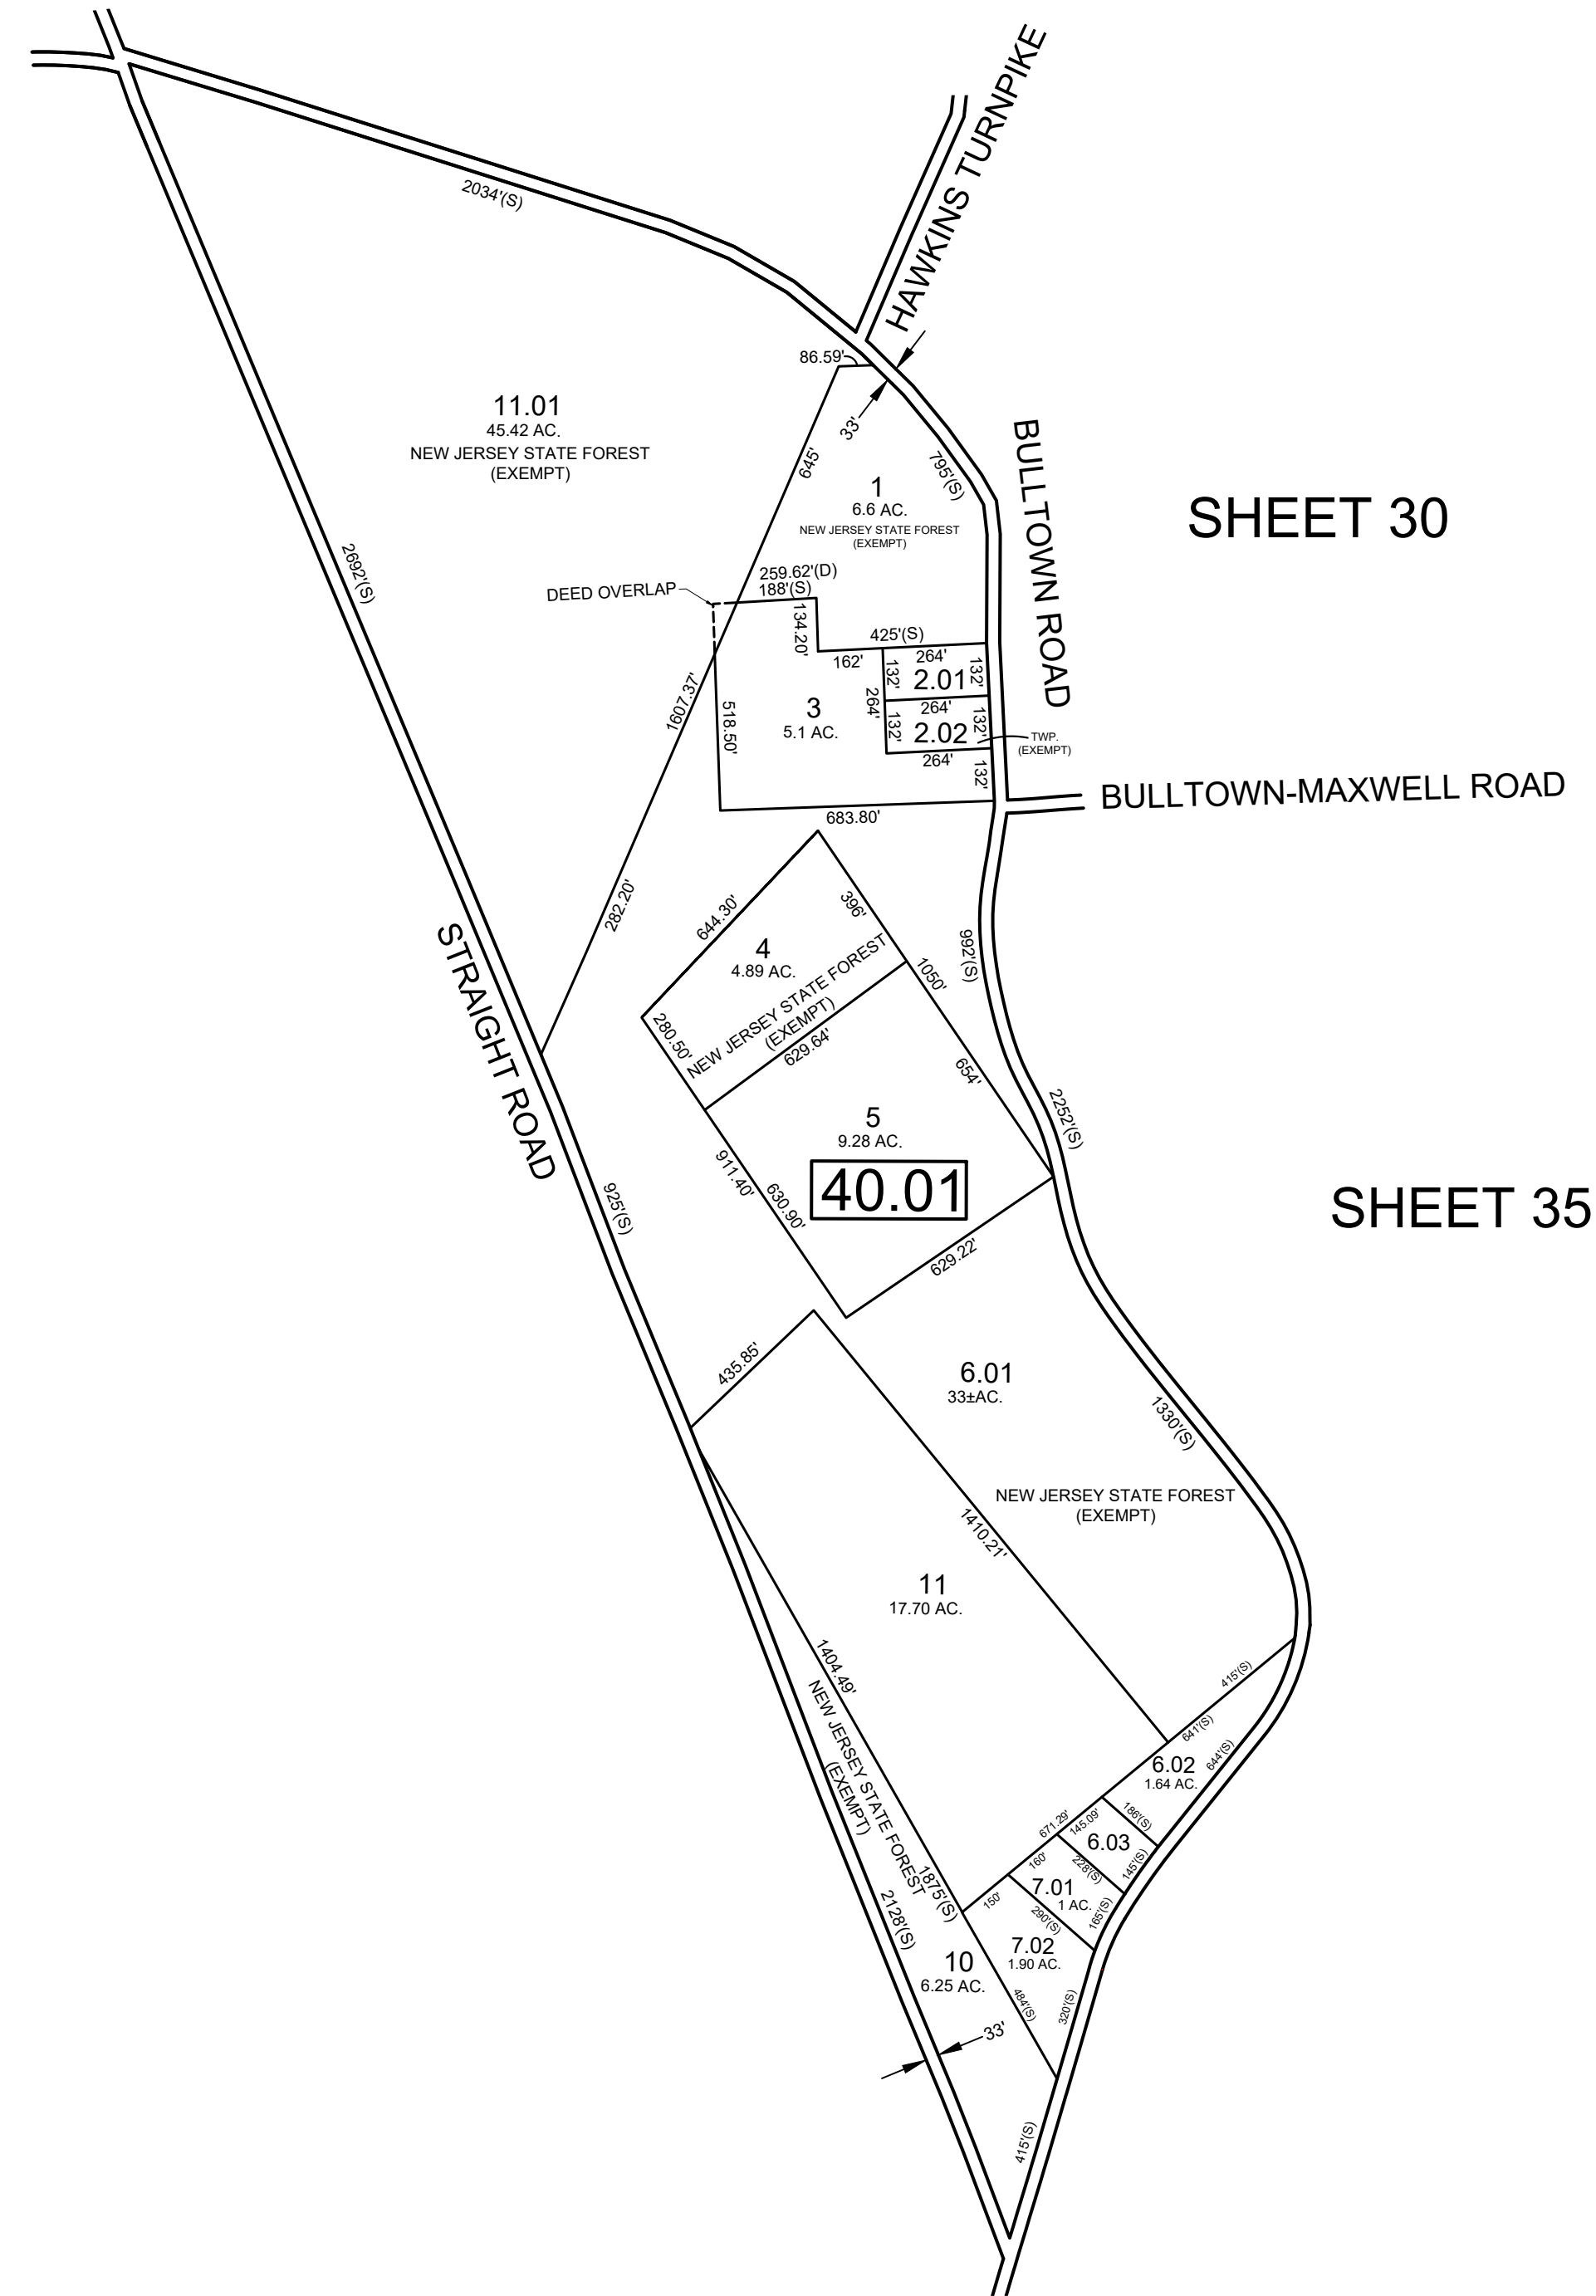 HAWKINS TURNPIKE
2034'(S)
86.59'
33'
11.01
45.42 AC.
NEW JERSEY STATE FOREST
(EXEMPT)
645'
795'(S)
1
6.6 AC.
NEW JERSEY STATE FOREST
(EXEMPT)
BULLTOWN ROAD
SHEET 30
2692'(S)
DEED OVERLAP
259.62'(D)
188'(S)
134.20'
425'(S)
162'
264'
132'
2.01
132'
264'
264'
132'
2.02
132'
TWP.
(EXEMPT)
264'
132'
3
5.1 AC.
1607.37'
518.50'
683.80'
BULLTOWN-MAXWELL ROAD
282.20'
644.30'
396'
4
4.89 AC.
NEW JERSEY STATE FOREST
(EXEMPT)
280.50'
629.64'
1050'
992'(S)
654'
2252'(S)
STRAIGHT ROAD
5
9.28 AC.
40.01
911.40'
630.90'
629.22'
925'(S)
SHEET 35
435.85'
6.01
33±AC.
1330'(S)
NEW JERSEY STATE FOREST
(EXEMPT)
1410.21'
11
17.70 AC.
1404.49'
NEW JERSEY STATE FOREST
(EXEMPT)
415'(S)
641'(S)
6.02
1.64 AC.
644'(S)
186'(S)
671.29'
145.09'
6.03
145'(S)
160'
228'(S)
7.01
1 AC.
165'(S)
150'
290'(S)
7.02
1.90 AC.
1875'(S)
2128'(S)
10
6.25 AC.
484'(S)
320'(S)
33'
415'(S)